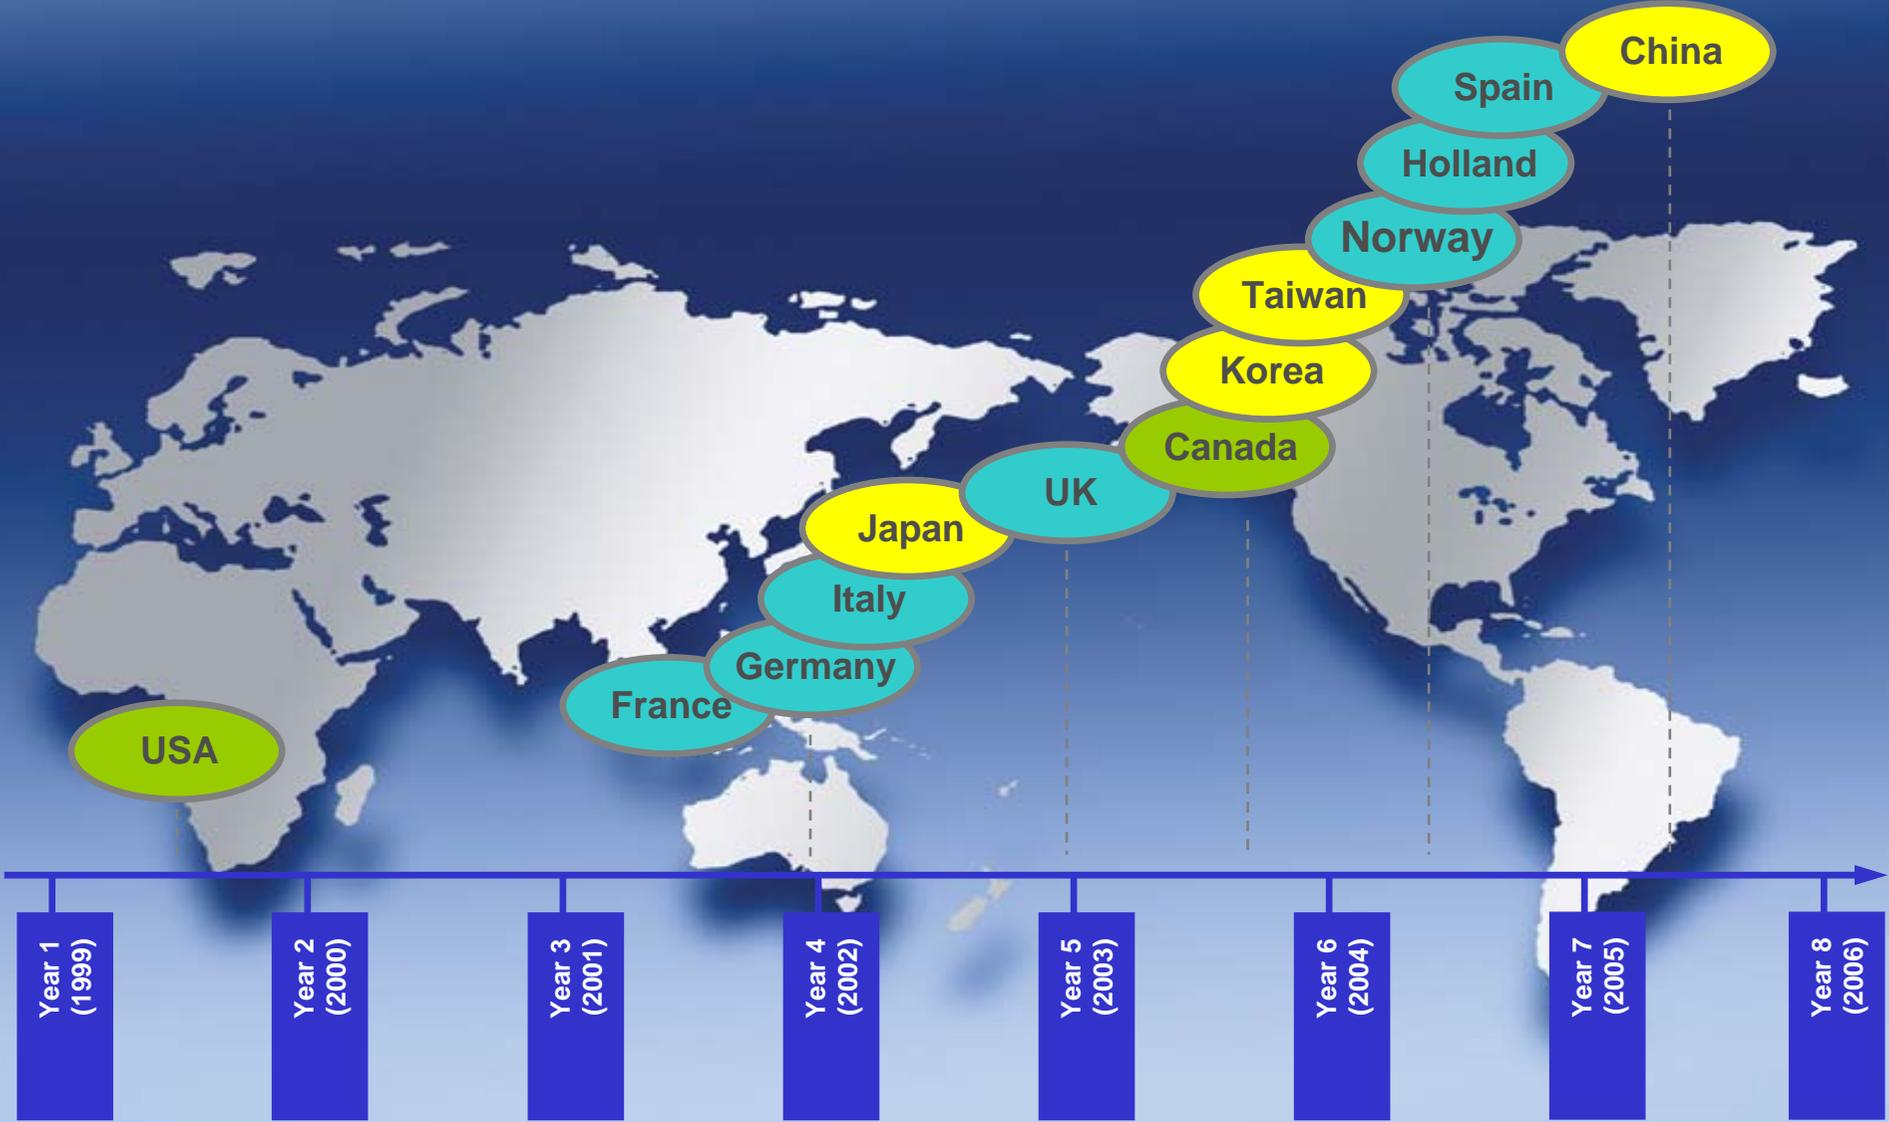 China
Spain
Holland
Norway
Taiwan
Korea
Canada
UK
Japan
Italy
Germany
France
USA
Year 1
(1999)
Year 2
(2000)
Year 3
(2001)
Year 4
(2002)
Year 5
(2003)
Year 6
(2004)
Year 7
(2005)
Year 8
(2006)